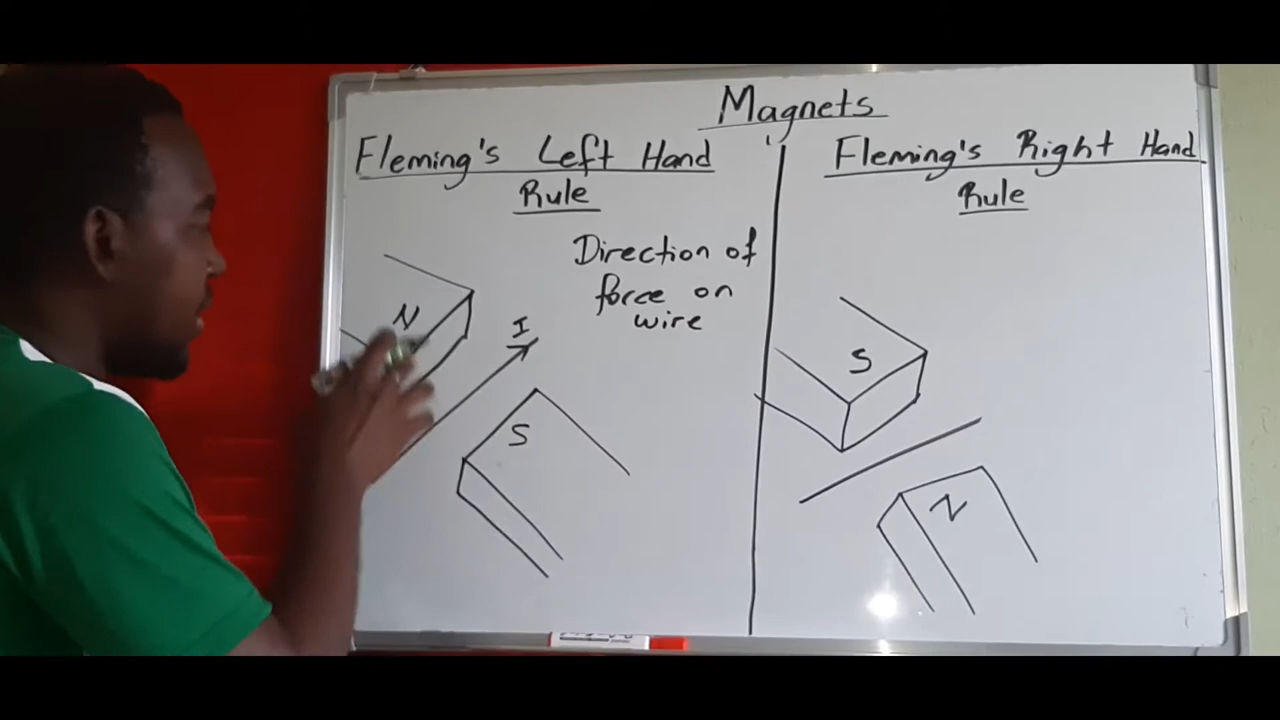 Magnets
Fleming's Left Hand
Rule
Direction of
force on
wire
N
I
S
Fleming's Right Hand
Rule
S
N